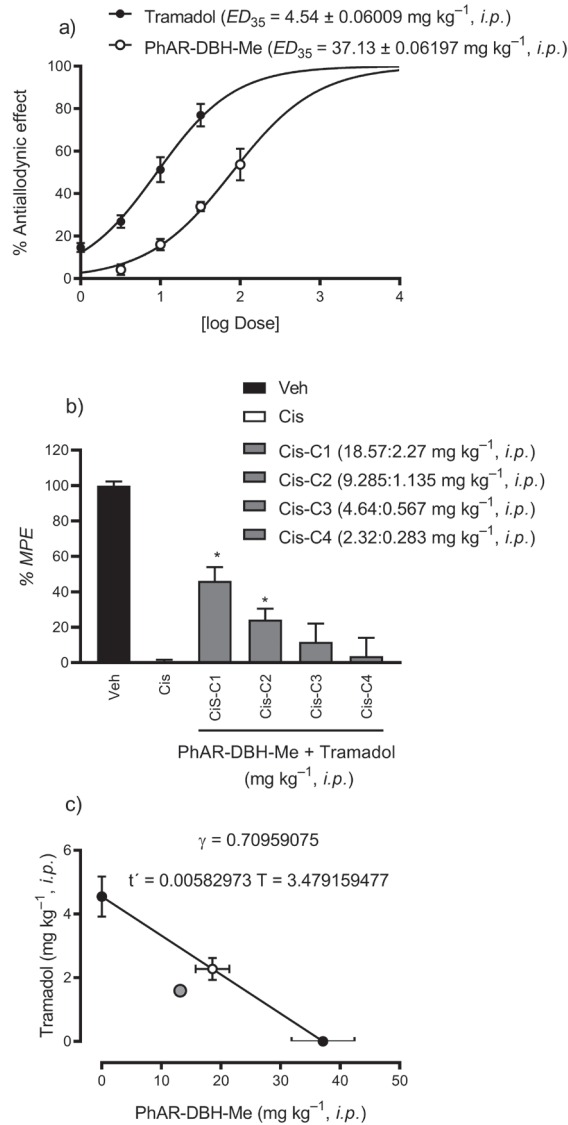 a)
Tramadol (ED35 = 4.54 ± 0.06009 mg kg–1, i.p.)
PhAR-DBH-Me (ED35 = 37.13 ± 0.06197 mg kg–1, i.p.)
% Antiallodynic effect
100
80
60
40
20
0
0 1 2 3 4
[log Dose]
b)
Veh
Cis
Cis-C1 (18.57:2.27 mg kg–1, i.p.)
Cis-C2 (9.285:1.135 mg kg–1, i.p.)
Cis-C3 (4.64:0.567 mg kg–1, i.p.)
Cis-C4 (2.32:0.283 mg kg–1, i.p.)
% MPE
120
100
80
60
40
20
0
* *
Veh Cis CiS-C1 Cis-C2 Cis-C3 Cis-C4
PhAR-DBH-Me + Tramadol
(mg kg–1, i.p.)
c)
γ = 0.70959075
t´ = 0.00582973 T = 3.479159477
Tramadol (mg kg–1, i.p.)
6
4
2
0
0 10 20 30 40 50
PhAR-DBH-Me (mg kg–1, i.p.)